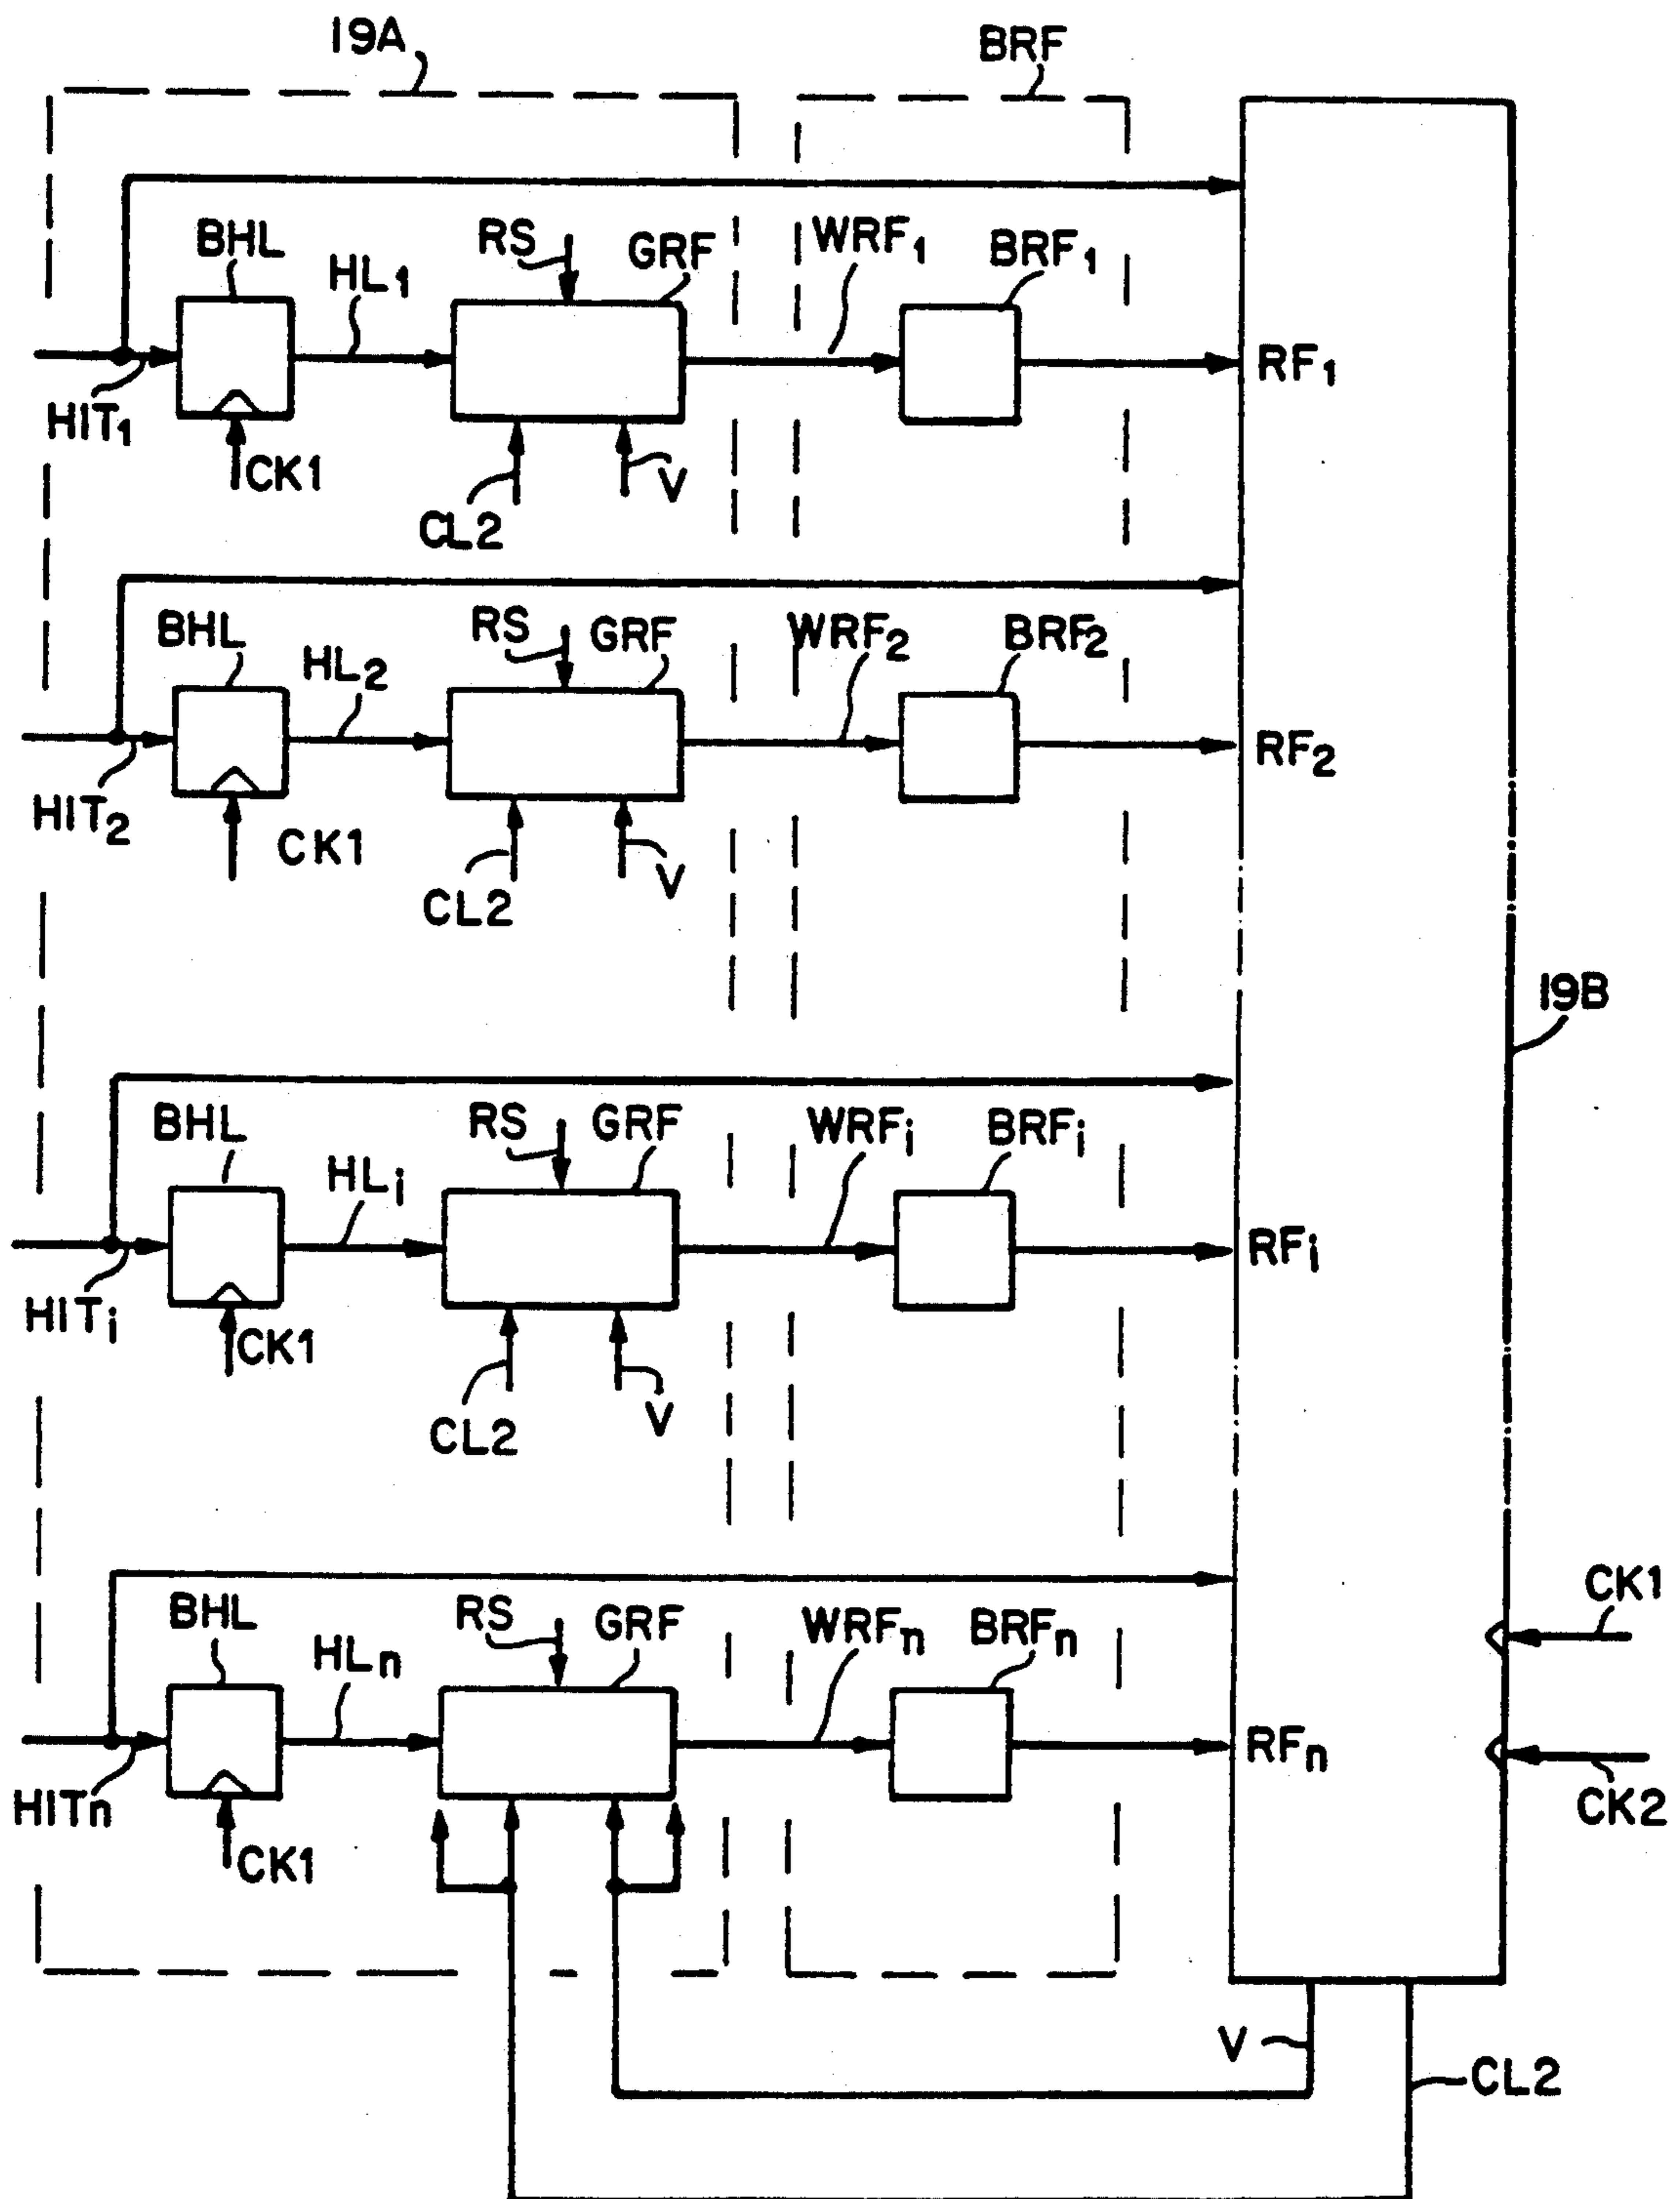 19A
BRF
BHL
HL1
RS
GRF
WRF1
BRF1
HIT1
CK1
CL2
V
RF1
BHL
HL2
RS
GRF
WRF2
BRF2
HIT2
CK1
CL2
V
RF2
19B
BHL
HLi
RS
GRF
WRFi
BRFi
HITi
CK1
CL2
V
RFi
BHL
HLn
RS
GRF
WRFn
BRFn
HITn
CK1
RFn
CK1
CK2
V
CL2